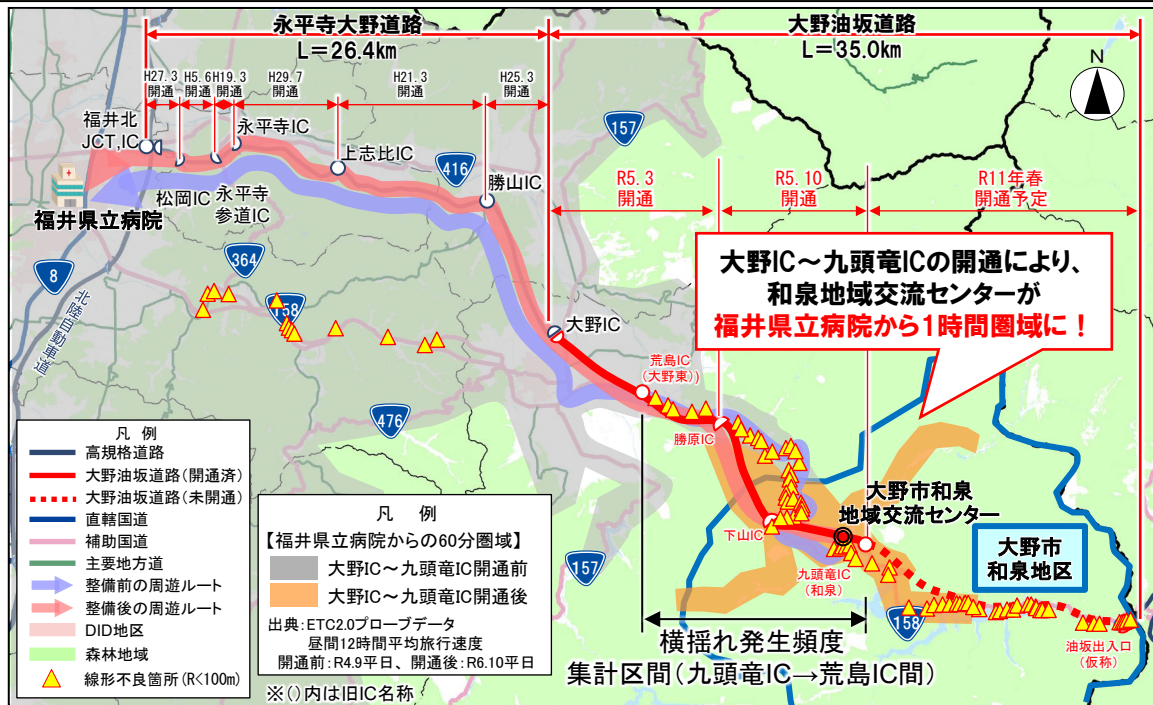 永平寺大野道路
L=26.4km
大野油坂道路
L=35.0km
H27.3
開通
H5.6
開通
H19.3
開通
H29.7
開通
H21.3
開通
H25.3
開通
N
福井北
JCT,IC
永平寺IC
上志比IC
勝山IC
松岡IC
永平寺
参道IC
福井県立病院
157
416
R5.3
開通
R5.10
開通
R11年春
開通予定
8
364
158
北陸自動車道
476
大野IC
大野IC～九頭竜ICの開通により、
和泉地域交流センターが
福井県立病院から1時間圏域に！
荒島IC
(大野東))
勝原IC
下山IC
大野市和泉
地域交流センター
九頭竜IC
(和泉)
大野市
和泉地区
157
158
油坂出入口
(仮称)
横揺れ発生頻度
集計区間(九頭竜IC→荒島IC間)
凡 例
高規格道路
大野油坂道路(開通済)
大野油坂道路(未開通)
直轄国道
補助国道
主要地方道
整備前の周遊ルート
整備後の周遊ルート
DID地区
森林地域
線形不良箇所(R<100m)
凡 例
【福井県立病院からの60分圏域】
大野IC～九頭竜IC開通前
大野IC～九頭竜IC開通後
出典:ETC2.0プローブデータ
昼間12時間平均旅行速度
開通前:R4.9平日、開通後:R6.10平日
※()内は旧IC名称